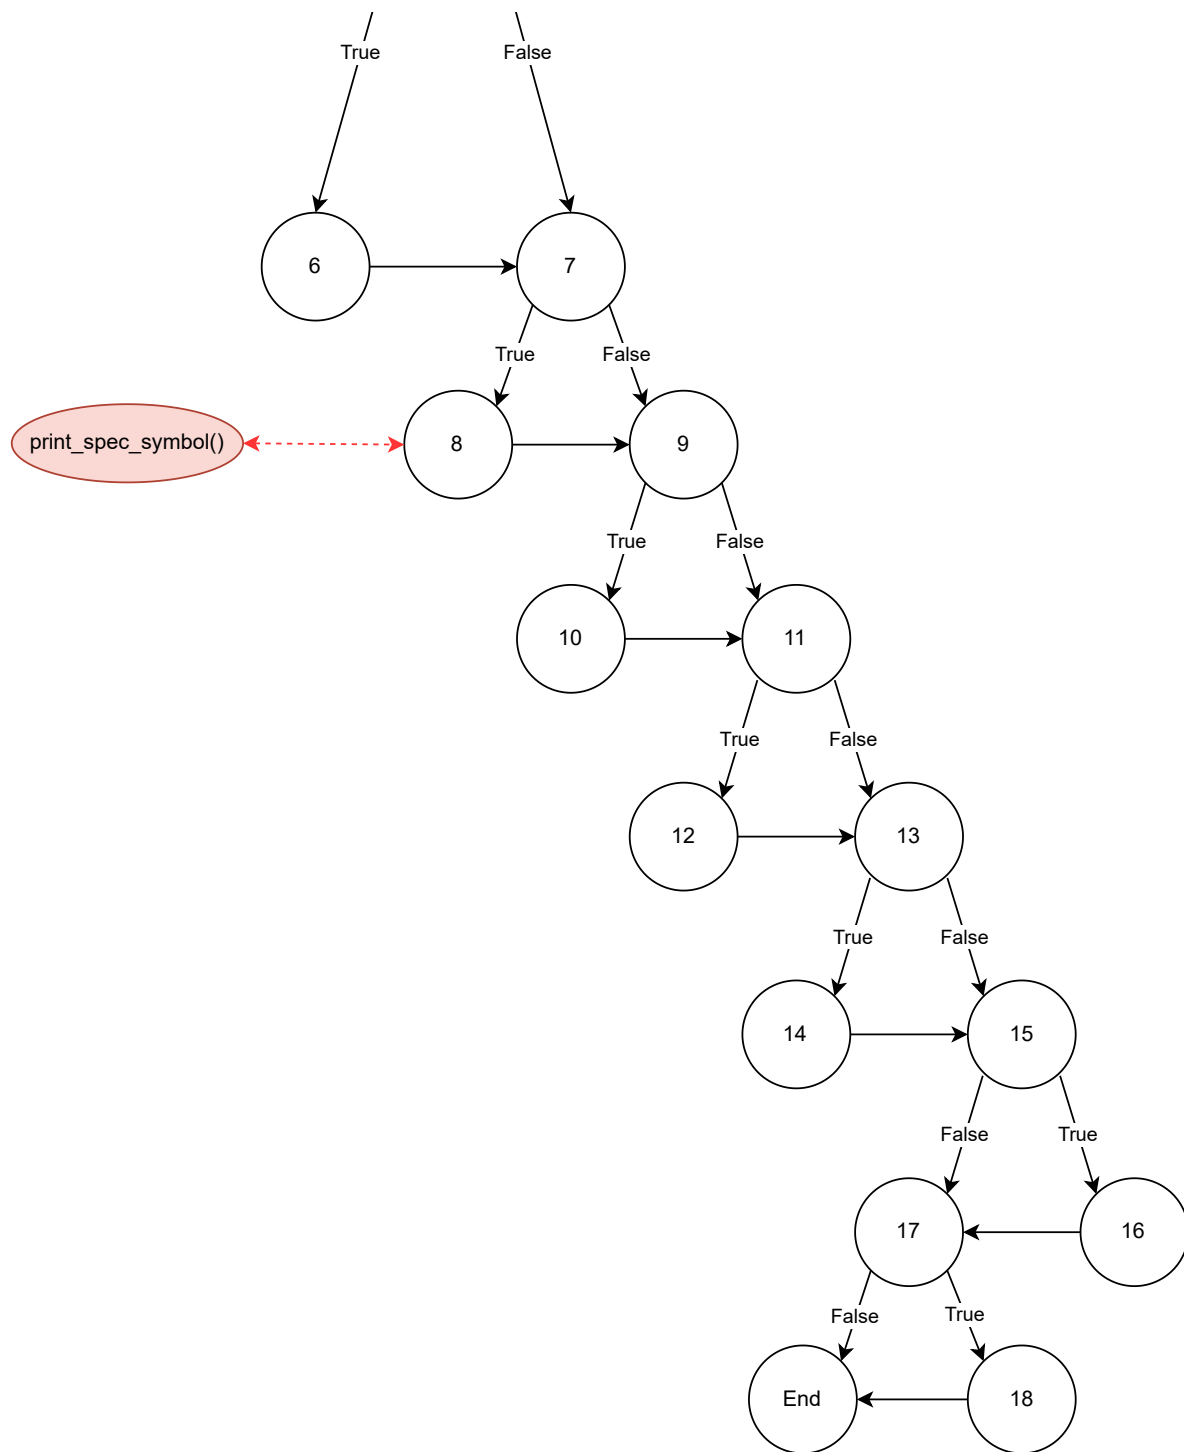 True
False
6
7
True
False
print_spec_symbol()
8
9
True
False
10
11
True
False
12
13
True
False
14
15
False
True
17
16
False
True
End
18